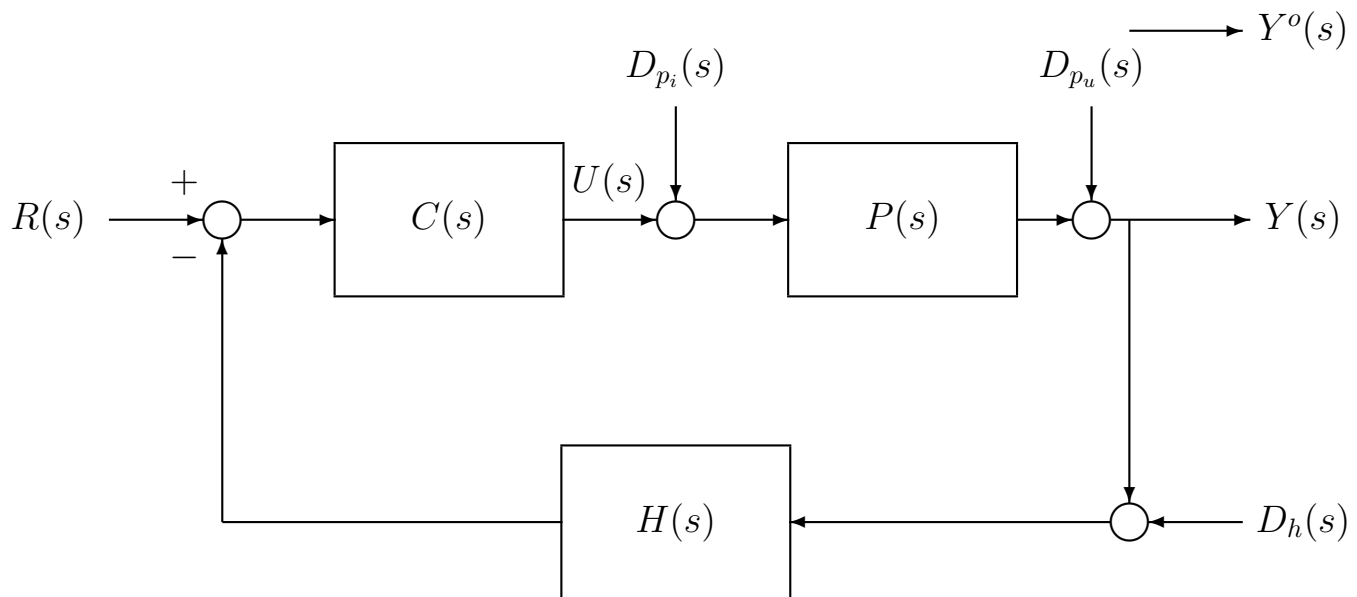 Y^o(s)
D_{p_i}(s) D_{p_u}(s)
+ U(s)
R(s) C(s) P(s) Y(s)
−
H(s) D_h(s)